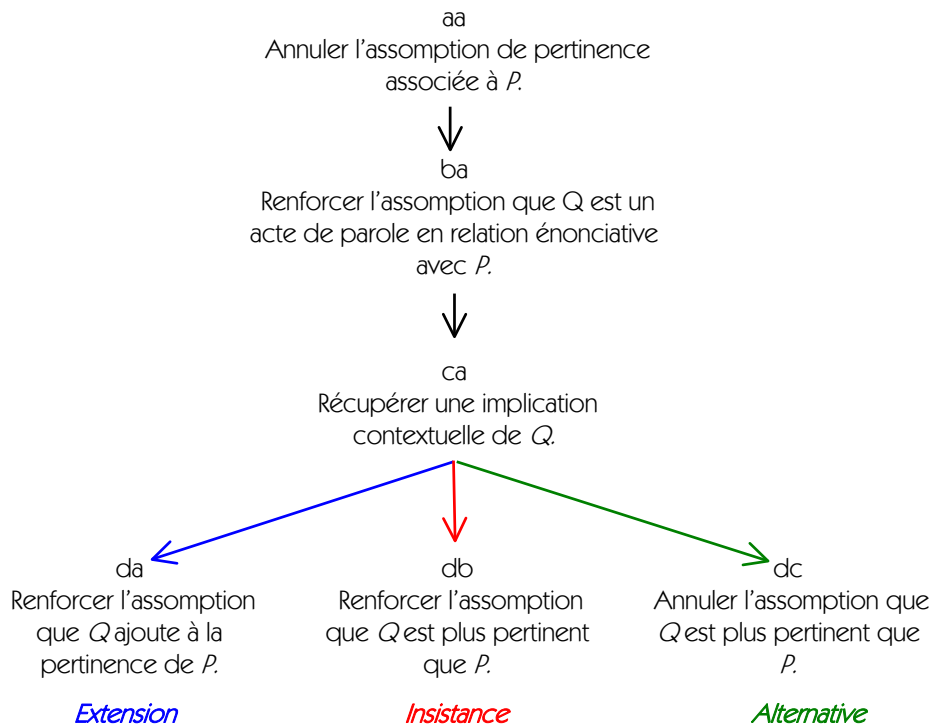 aa
Annuler l'assomption de pertinence
associée à P.
ba
Renforcer l'assomption que Q est un
acte de parole en relation énonciative
avec P.
ca
Récupérer une implication
contextuelle de Q.
da
Renforcer l'assomption
que Q ajoute à la
pertinence de P.
Extension
db
Renforcer l'assomption
que Q est plus pertinent
que P.
Insistance
dc
Annuler l'assomption que
Q est plus pertinent que
P.
Alternative